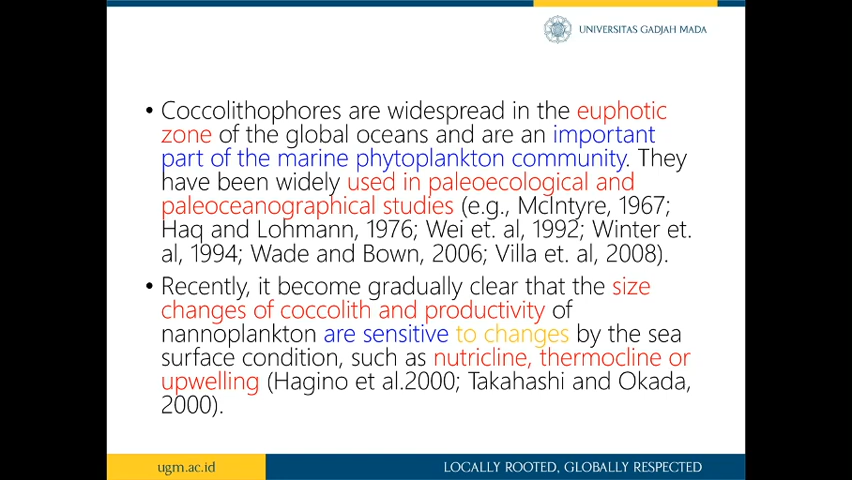 UNIVERSITAS GADJAH MADA
• Coccolithophores are widespread in the euphotic
zone of the global oceans and are an important
part of the marine phytoplankton community. They
have been widely used in paleoecological and
paleoceanographical studies (e.g., McIntyre, 1967;
Haq and Lohmann, 1976; Wei et. al, 1992; Winter et.
al, 1994; Wade and Bown, 2006; Villa et. al, 2008).
• Recently, it become gradually clear that the size
changes of coccolith and productivity of
nannoplankton are sensitive to changes by the sea
surface condition, such as nutricline, thermocline or
upwelling (Hagino et al.2000; Takahashi and Okada,
2000).
ugm.ac.id
LOCALLY ROOTED, GLOBALLY RESPECTED